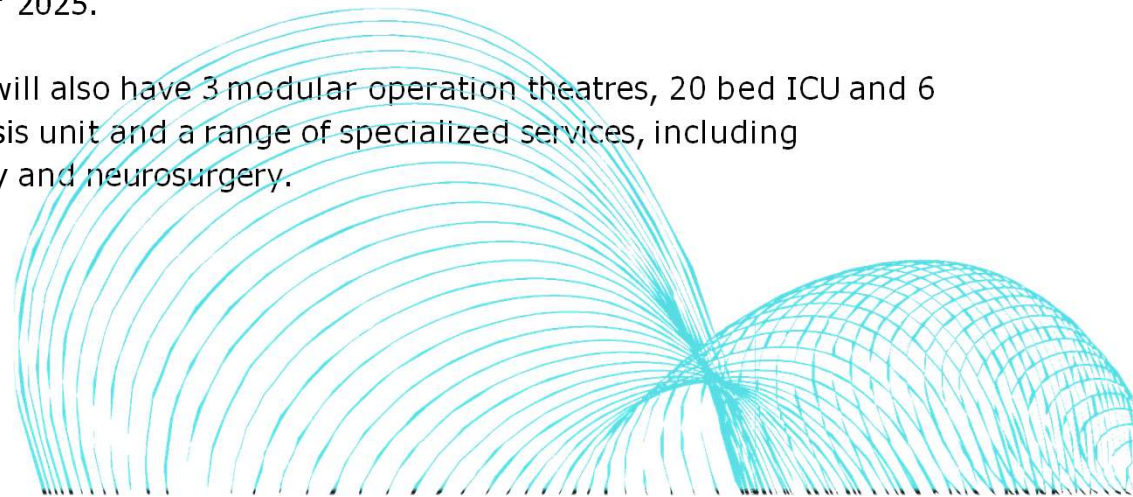 2025.
will also have 3 modular operation theatres, 20 bed ICU and 6
sis unit and a range of specialized services, including
y and neurosurgery.